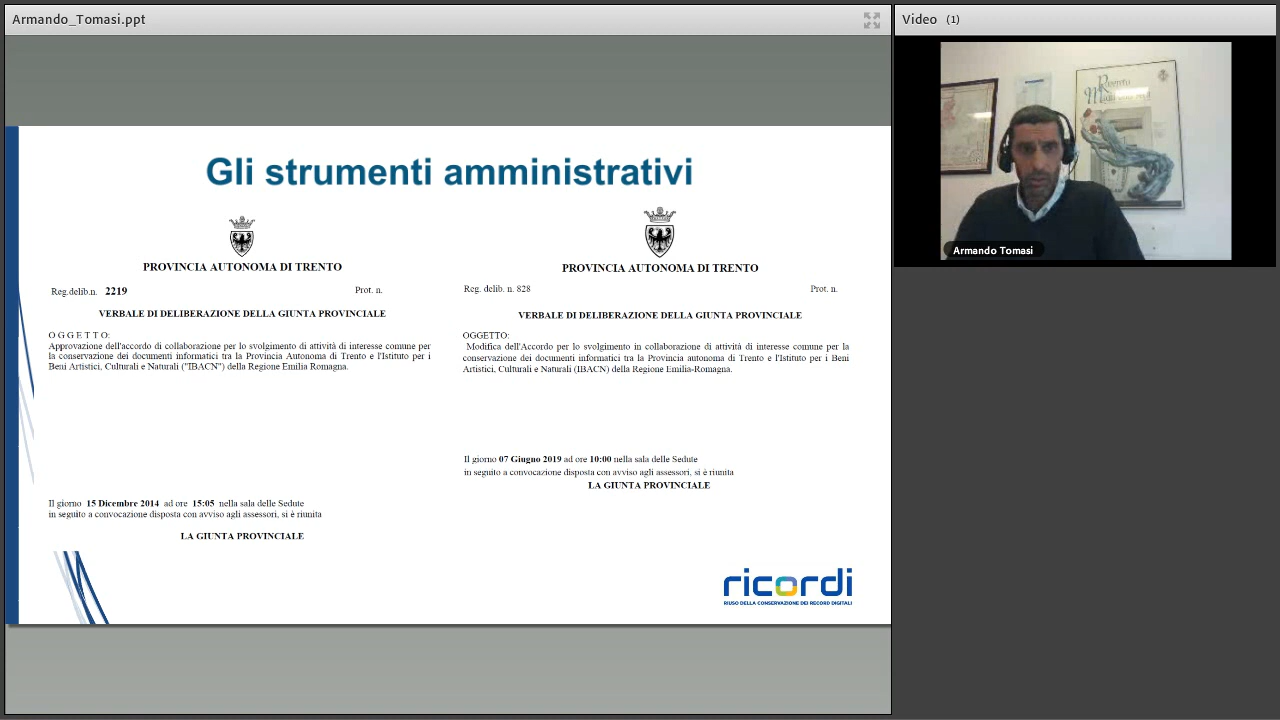 Armando_Tomasi.ppt
Video (1)
Gli strumenti amministrativi
PROVINCIA AUTONOMA DI TRENTO
Reg.delib.n. 2219
Prot. n.
VERBALE DI DELIBERAZIONE DELLA GIUNTA PROVINCIALE
O G G E T T O:
Approvazione dell'accordo di collaborazione per lo svolgimento di attività di interesse comune per
la conservazione dei documenti informatici tra la Provincia Autonoma di Trento e l'Istituto per i
Beni Artistici, Culturali e Naturali ("IBACN") della Regione Emilia Romagna.
Il giorno 15 Dicembre 2014 ad ore 15:05 nella sala delle Sedute
in seguito a convocazione disposta con avviso agli assessori, si è riunita
LA GIUNTA PROVINCIALE
PROVINCIA AUTONOMA DI TRENTO
Reg. delib. n. 828
Prot. n.
VERBALE DI DELIBERAZIONE DELLA GIUNTA PROVINCIALE
OGGETTO:
Modifica dell'Accordo per lo svolgimento in collaborazione di attività di interesse comune per la
conservazione dei documenti informatici tra la Provincia autonoma di Trento e l'Istituto per i Beni
Artistici, Culturali e Naturali (IBACN) della Regione Emilia-Romagna.
Il giorno 07 Giugno 2019 ad ore 10:00 nella sala delle Sedute
in seguito a convocazione disposta con avviso agli assessori, si è riunita
LA GIUNTA PROVINCIALE
ricordi
RIUSO DELLA CONSERVAZIONE DEI RECORD DIGITALI
Armando Tomasi